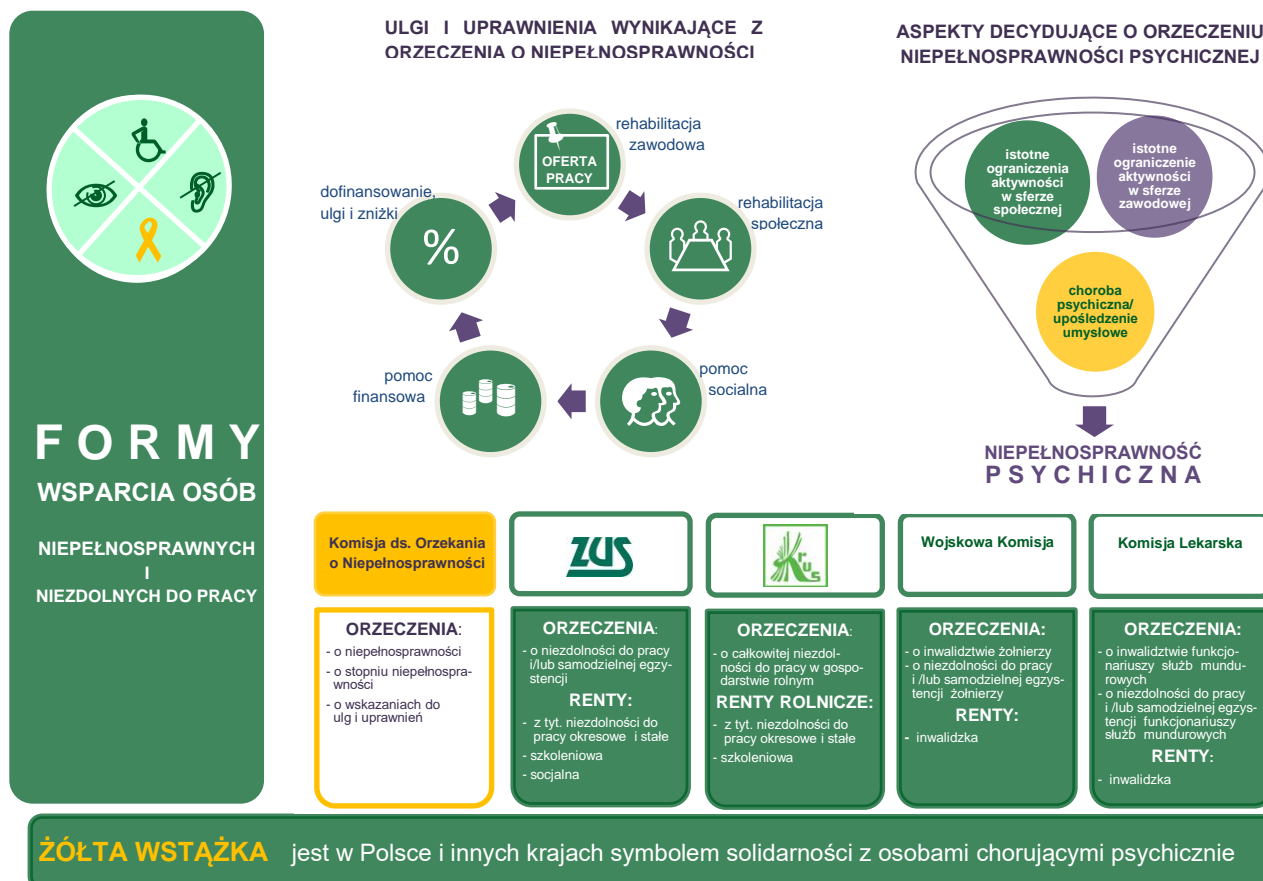 FORMY
WSPARCIA OSÓB
NIEPEŁNOSPRAWNYCH
I
NIEZDOLNYCH DO PRACY
ULGI I UPRAWNIENIA WYNIKAJĄCE Z
ORZECZENIA O NIEPEŁNOSPRAWNOŚCI
OFERTA
PRACY
rehabilitacja
zawodowa
rehabilitacja
społeczna
pomoc
socialna
pomoc
finansowa
dofinansowanie,
ulgi i zniżki
%
ASPEKTY DECYDUJĄCE O ORZECZENIU
NIEPEŁNOSPRAWNOŚCI PSYCHICZNEJ
istotne
ograniczenia
aktywności
w sferze
społecznej
istotne
ograniczenie
aktywności
w sferze
zawodowej
choroba
psychiczna/
upośledzenie
umysłowe
NIEPEŁNOSPRAWNOŚĆ
PSYCHICZNA
Komisja ds. Orzekania
o Niepełnosprawności
ORZECZENIA:
- o niepełnosprawności
- o stopniu niepełnospra-
wności
- o wskazaniach do
ulg i uprawnień
ZUS
ORZECZENIA:
- o niezdolności do pracy
i/lub samodzielnej egzy-
stencji
RENTY:
- z tyt. niezdolności do
pracy okresowe i stałe
- szkoleniowa
- socjalna
Krus
ORZECZENIA:
- o całkowitej niezdol-
ności do pracy w gospo-
darstwie rolnym
RENTY ROLNICZE:
- z tyt. niezdolności do
pracy okresowe i stałe
- szkoleniowa
Wojskowa Komisja
ORZECZENIA:
- o inwalidztwie żołnierzy
- o niezdolności do pracy
i /lub samodzielnej egzys-
tencji żołnierzy
RENTY:
- inwalidzka
Komisja Lekarska
ORZECZENIA:
- o inwalidztwie funkcjo-
nariuszy służb mundu-
rowych
- o niezdolności do pracy
i /lub samodzielnej egzys-
tencji funkcjonariuszy
służb mundurowych
RENTY:
- inwalidzka
ŻÓŁTA WSTĄŻKA jest w Polsce i innych krajach symbolem solidarności z osobami chorującymi psychicznie